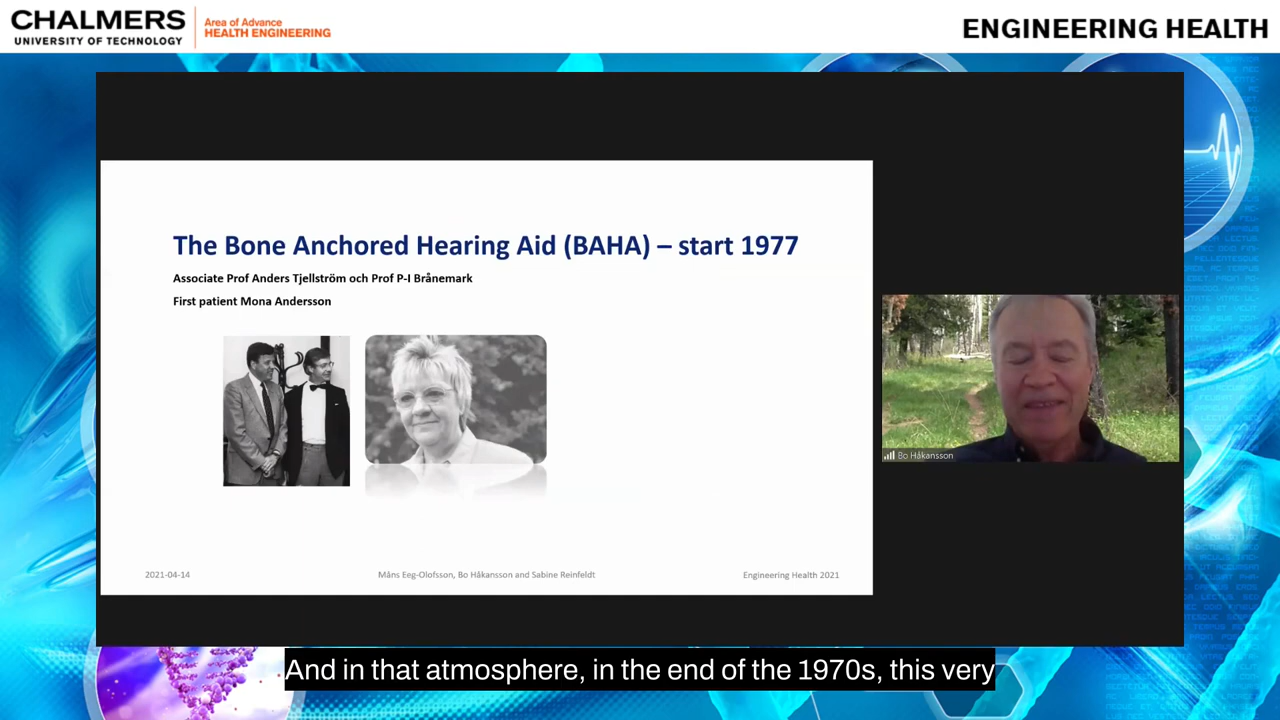 CHALMERS
UNIVERSITY OF TECHNOLOGY
Area of Advance
HEALTH ENGINEERING
ENGINEERING HEALTH
The Bone Anchored Hearing Aid (BAHA) – start 1977
Associate Prof Anders Tjellström och Prof P-I Brånemark
First patient Mona Andersson
Bo Håkansson
2021-04-14
Måns Eeg-Olofsson, Bo Håkansson and Sabine Reinfeldt
Engineering Health 2021
And in that atmosphere, in the end of the 1970s, this very